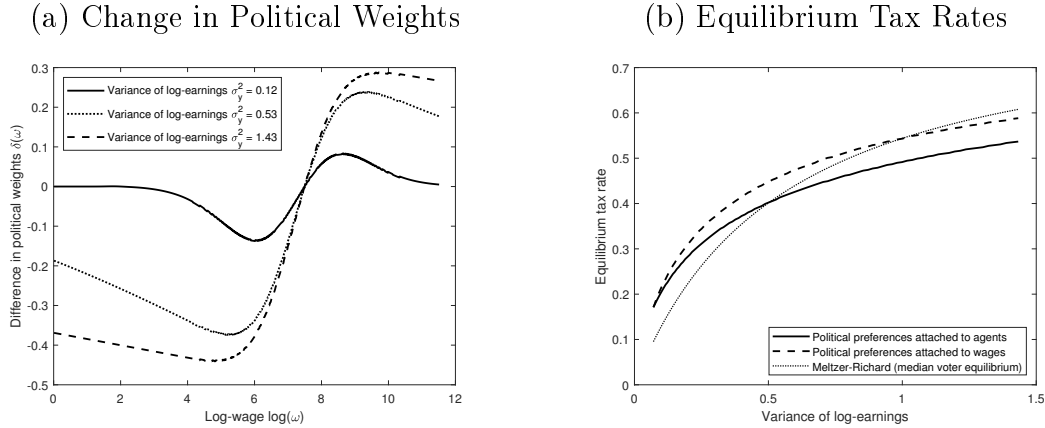 (a) Change in Political Weights
0.3
0.2
0.1
0
-0.1
-0.2
-0.3
-0.4
-0.5
Difference in political weights δ(ω)
Variance of log-earnings σ²_y = 0.12
Variance of log-earnings σ²_y = 0.53
Variance of log-earnings σ²_y = 1.43
0 2 4 6 8 10 12
Log-wage log(ω)
(b) Equilibrium Tax Rates
0.7
0.6
0.5
0.4
0.3
0.2
0.1
0
Equilibrium tax rate
Political preferences attached to agents
Political preferences attached to wages
Meltzer-Richard (median voter equilibrium)
0 0.5 1 1.5
Variance of log-earnings